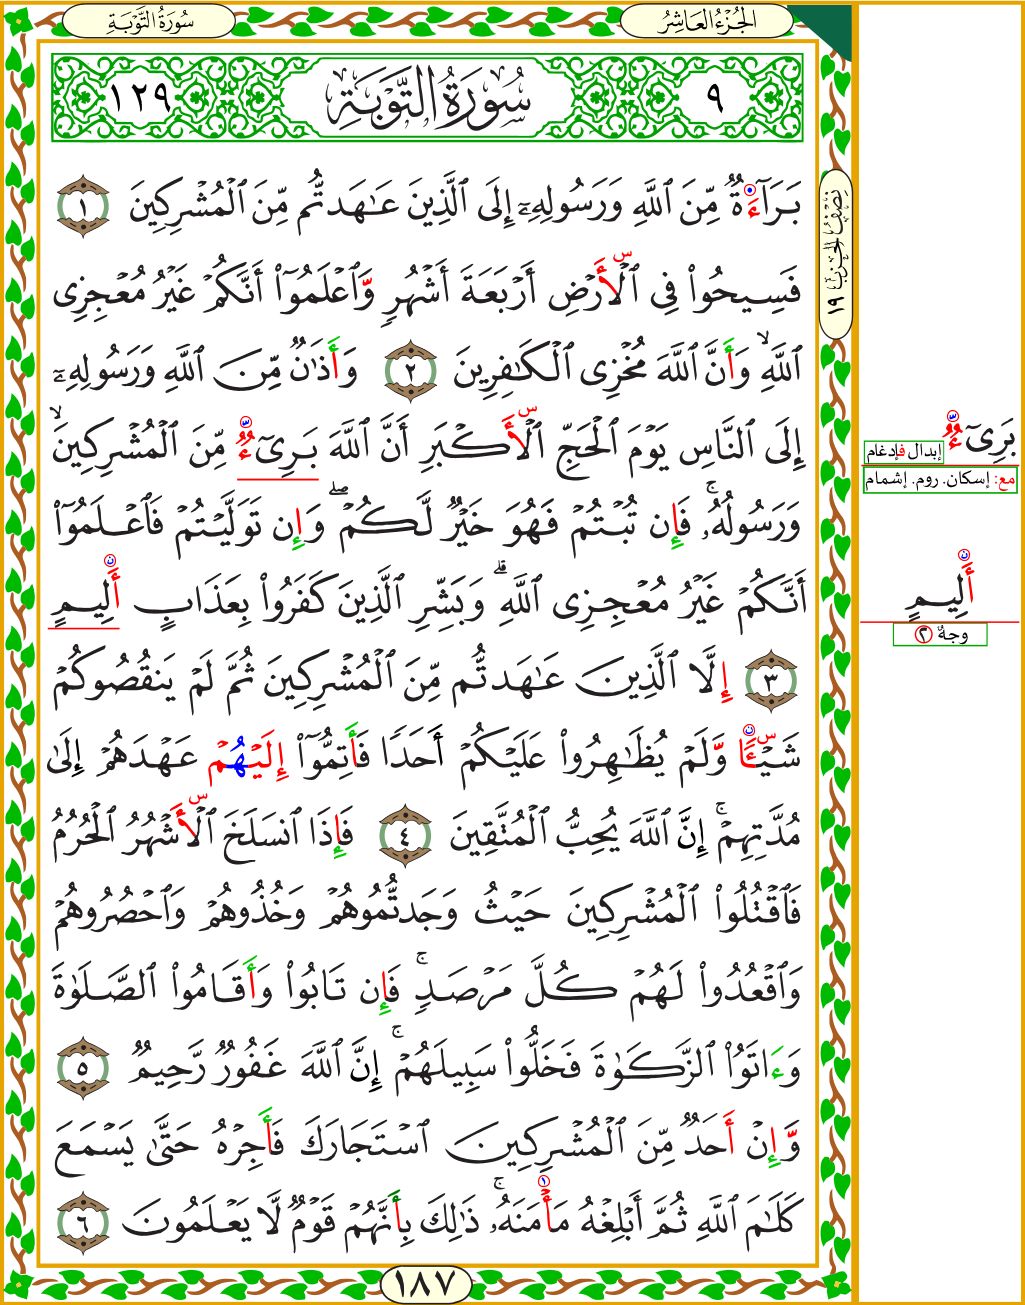 الجُزْءُ العَاشِرُ
سُورَةُ التَّوْبَةِ
٩ سُورَةُ التَّوْبَةِ ١٢٩
بَرَآءَةٌ مِّنَ ٱللَّهِ وَرَسُولِهِۦٓ إِلَى ٱلَّذِينَ عَـٰهَدتُّم مِّنَ ٱلْمُشْرِكِينَ ١
فَسِيحُوا۟ فِى ٱلْأَرْضِ أَرْبَعَةَ أَشْهُرٍ وَٱعْلَمُوٓا۟ أَنَّكُمْ غَيْرُ مُعْجِزِى
ٱللَّهِ ۙ وَأَنَّ ٱللَّهَ مُخْزِى ٱلْكَـٰفِرِينَ ٢ وَأَذَٰنٌ مِّنَ ٱللَّهِ وَرَسُولِهِۦٓ
إِلَى ٱلنَّاسِ يَوْمَ ٱلْحَجِّ ٱلْأَكْبَرِ أَنَّ ٱللَّهَ بَرِىٓءٌ مِّنَ ٱلْمُشْرِكِينَ ۙ
وَرَسُولُهُۥ ۚ فَإِن تُبْتُمْ فَهُوَ خَيْرٌ لَّكُمْ ۖ وَإِن تَوَلَّيْتُمْ فَٱعْلَمُوٓا۟
أَنَّكُمْ غَيْرُ مُعْجِزِى ٱللَّهِ ۗ وَبَشِّرِ ٱلَّذِينَ كَفَرُوا۟ بِعَذَابٍ أَلِيمٍ
٣ إِلَّا ٱلَّذِينَ عَـٰهَدتُّم مِّنَ ٱلْمُشْرِكِينَ ثُمَّ لَمْ يَنقُصُوكُمْ
شَيْـًٔا وَلَمْ يُظَـٰهِرُوا۟ عَلَيْكُمْ أَحَدًا فَأَتِمُّوٓا۟ إِلَيْهُمْ عَهْدَهُمْ إِلَىٰ
مُدَّتِهِمْ ۚ إِنَّ ٱللَّهَ يُحِبُّ ٱلْمُتَّقِينَ ٤ فَإِذَا ٱنسَلَخَ ٱلْأَشْهُرُ ٱلْحُرُمُ
فَٱقْتُلُوا۟ ٱلْمُشْرِكِينَ حَيْثُ وَجَدتُّمُوهُمْ وَخُذُوهُمْ وَٱحْصُرُوهُمْ
وَٱقْعُدُوا۟ لَهُمْ كُلَّ مَرْصَدٍ ۚ فَإِن تَابُوا۟ وَأَقَامُوا۟ ٱلصَّلَوٰةَ
وَءَاتَوُا۟ ٱلزَّكَوٰةَ فَخَلُّوا۟ سَبِيلَهُمْ ۚ إِنَّ ٱللَّهَ غَفُورٌ رَّحِيمٌ ٥
وَإِنْ أَحَدٌ مِّنَ ٱلْمُشْرِكِينَ ٱسْتَجَارَكَ فَأَجِرْهُ حَتَّىٰ يَسْمَعَ
كَلَـٰمَ ٱللَّهِ ثُمَّ أَبْلِغْهُ مَأْمَنَهُۥ ۚ ذَٰلِكَ بِأَنَّهُمْ قَوْمٌ لَّا يَعْلَمُونَ ٦
١٨٧
نِصْفُ الحِزْبِ ١٩
بَرِىٓءٌ
إبدال فإدغام
مع: إسكان. روم. إشمام
أَلِيمٍ
وجهٌ ٢